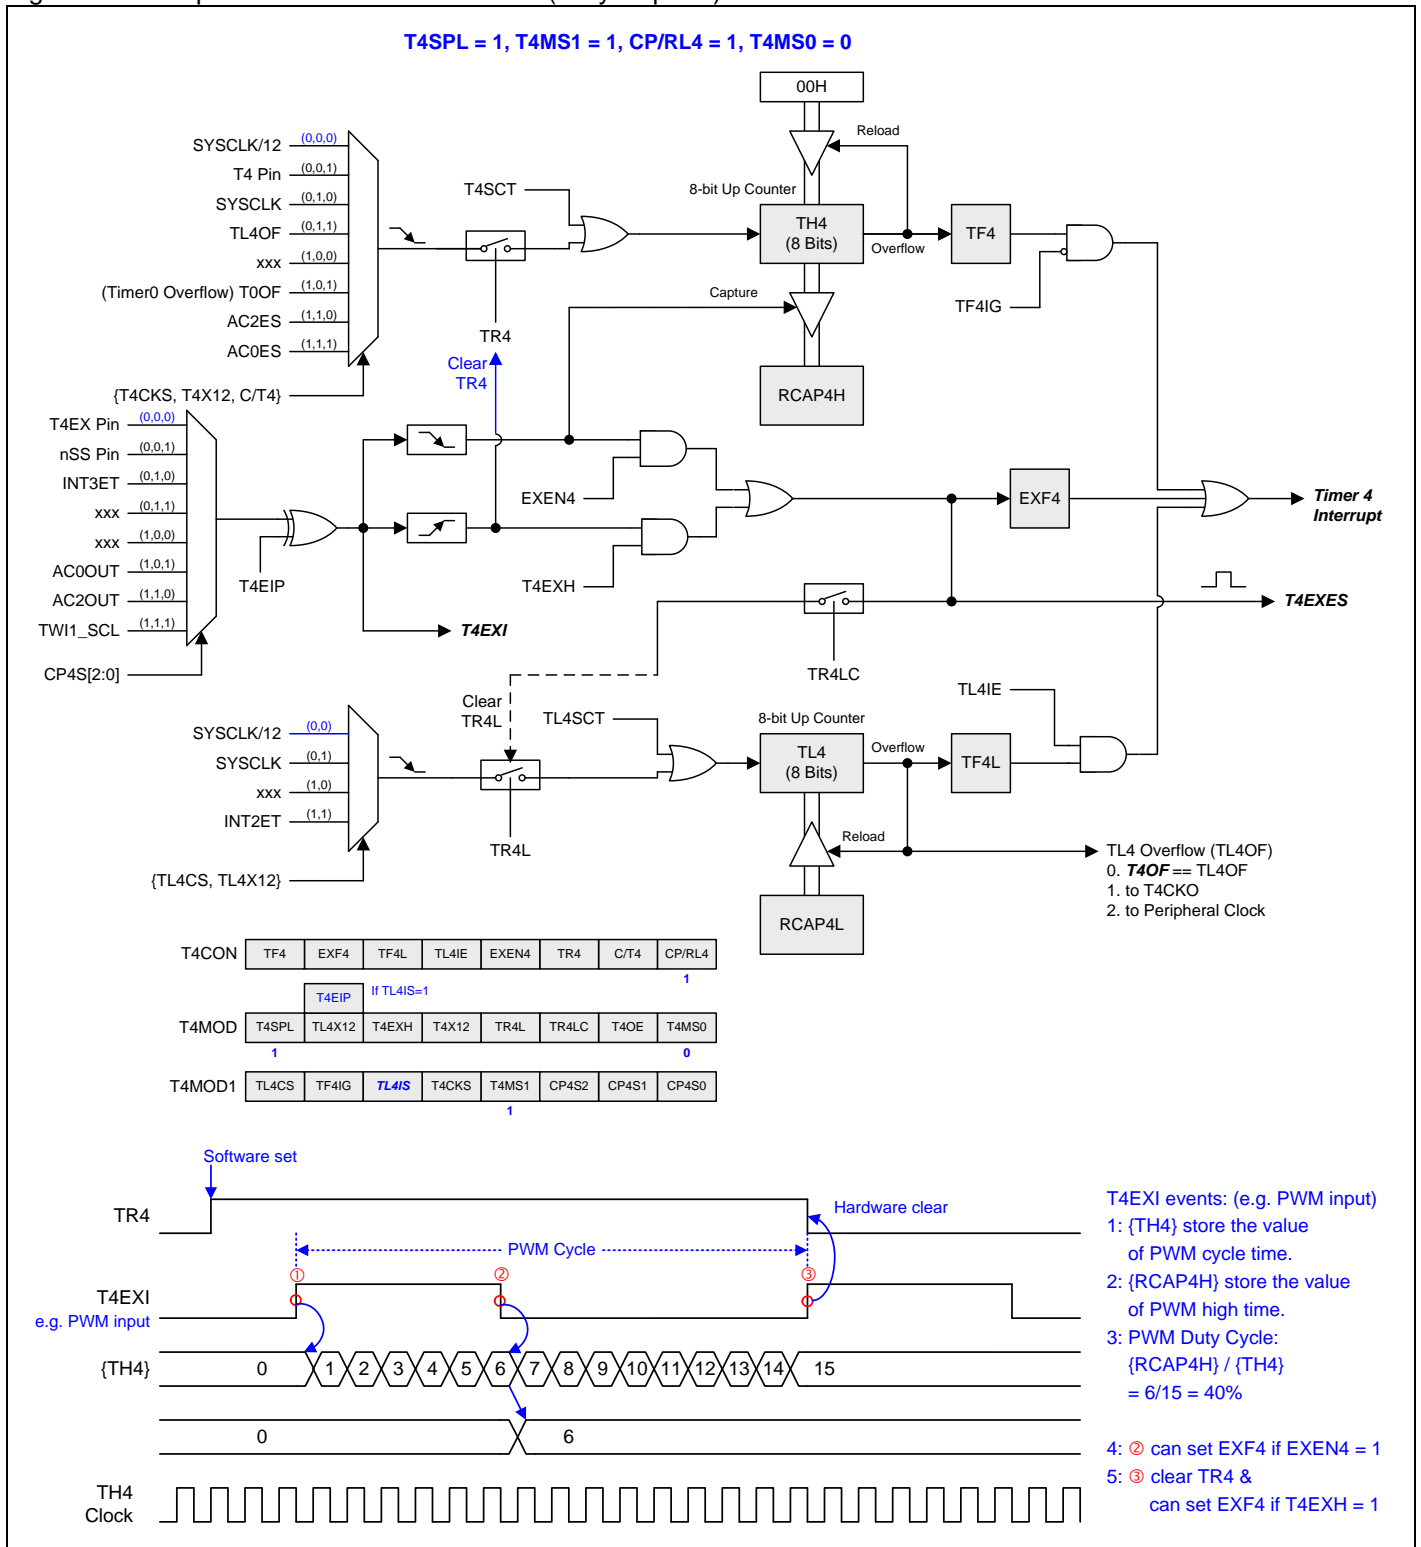 T4SPL = 1, T4MS1 = 1, CP/RL4 = 1, T4MS0 = 0
00H
Reload
SYSCLK/12 (0,0,0)
T4 Pin (0,0,1)
SYSCLK (0,1,0)
TL4OF (0,1,1)
xxx (1,0,0)
(Timer0 Overflow) T0OF (1,0,1)
AC2ES (1,1,0)
AC0ES (1,1,1)
{T4CKS, T4X12, C/T4}
T4SCT
8-bit Up Counter
TH4
(8 Bits)
Overflow
TF4
TF4IG
TR4
Clear
TR4
Capture
RCAP4H
T4EX Pin (0,0,0)
nSS Pin (0,0,1)
INT3ET (0,1,0)
xxx (0,1,1)
xxx (1,0,0)
AC0OUT (1,0,1)
AC2OUT (1,1,0)
TWI1_SCL (1,1,1)
CP4S[2:0]
T4EIP
EXEN4
T4EXH
T4EXI
EXF4
Timer 4
Interrupt
T4EXES
TR4LC
Clear
TR4L
SYSCLK/12 (0,0)
SYSCLK (0,1)
xxx (1,0)
INT2ET (1,1)
{TL4CS, TL4X12}
TR4L
TL4SCT
8-bit Up Counter
TL4
(8 Bits)
Overflow
TF4L
TL4IE
Reload
RCAP4L
TL4 Overflow (TL4OF)
0. T4OF == TL4OF
1. to T4CKO
2. to Peripheral Clock
T4CON TF4 EXF4 TF4L TL4IE EXEN4 TR4 C/T4 CP/RL4
1
T4EIP If TL4IS=1
T4MOD T4SPL TL4X12 T4EXH T4X12 TR4L TR4LC T4OE T4MS0
1 0
T4MOD1 TL4CS TF4IG TL4IS T4CKS T4MS1 CP4S2 CP4S1 CP4S0
1
Software set
TR4
Hardware clear
PWM Cycle
① ② ③
T4EXI
e.g. PWM input
{TH4} 0 1 2 3 4 5 6 7 8 9 10 11 12 13 14 15
0 6
TH4
Clock
T4EXI events: (e.g. PWM input)
1: {TH4} store the value
of PWM cycle time.
2: {RCAP4H} store the value
of PWM high time.
3: PWM Duty Cycle:
{RCAP4H} / {TH4}
= 6/15 = 40%
4: ② can set EXF4 if EXEN4 = 1
5: ③ clear TR4 &
can set EXF4 if T4EXH = 1